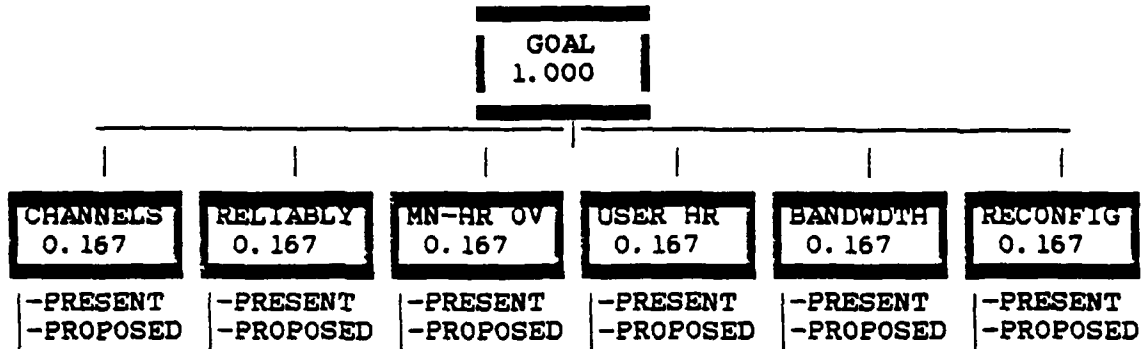 GOAL
1.000
CHANNELS RELIABLY MN-HR OV USER HR BANDWDTH RECONFIG
0.167 0.167 0.167 0.167 0.167 0.167
-PRESENT -PRESENT -PRESENT -PRESENT -PRESENT -PRESENT
-PROPOSED -PROPOSED -PROPOSED -PROPOSED -PROPOSED -PROPOSED